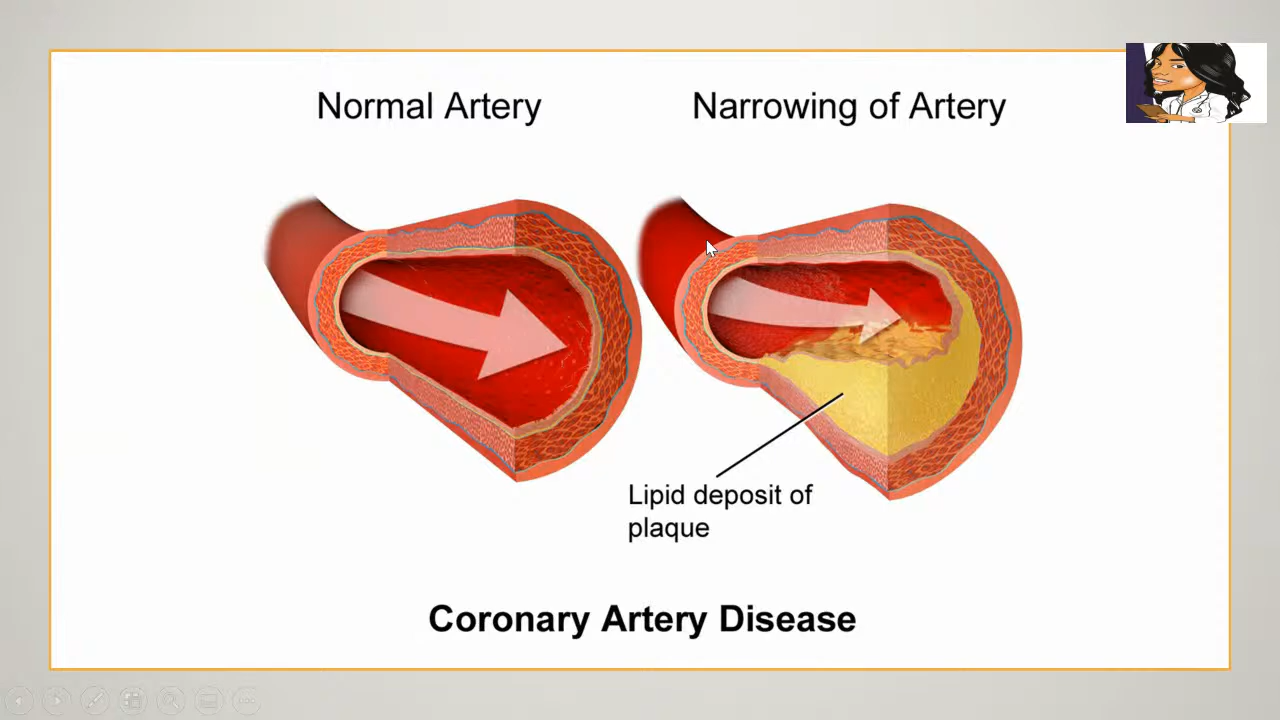 Normal Artery
Narrowing of Artery
Lipid deposit of
plaque
Coronary Artery Disease